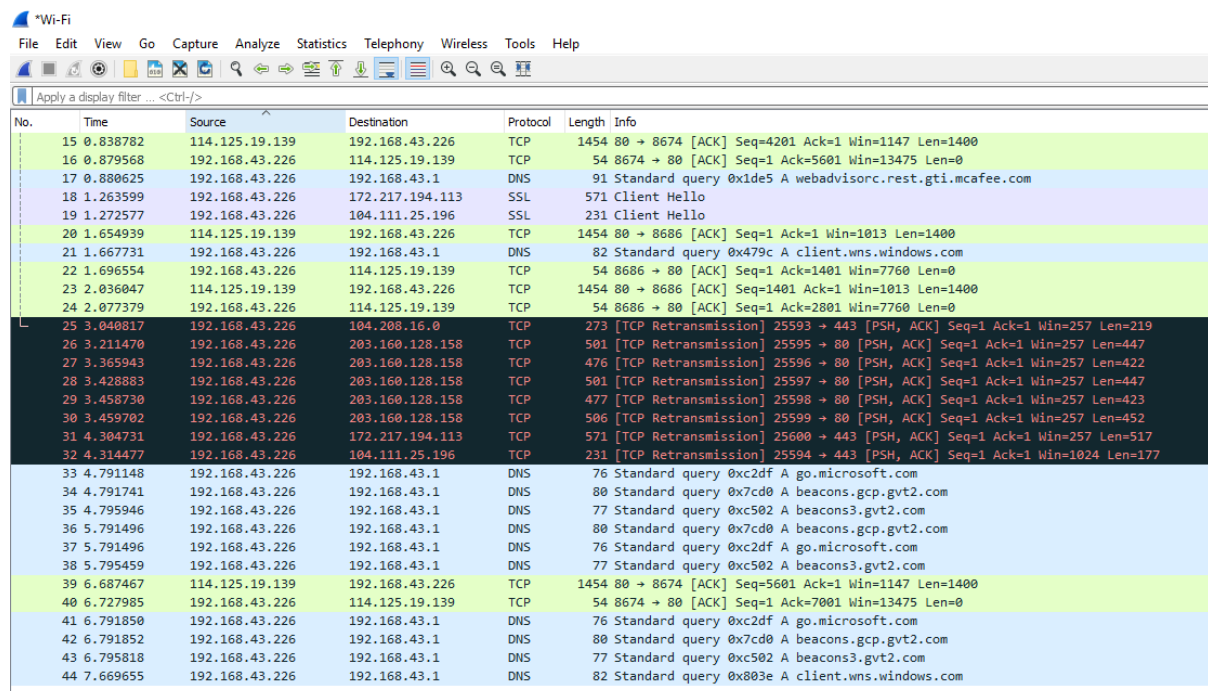 *Wi-Fi
File Edit View Go Capture Analyze Statistics Telephony Wireless Tools Help
Apply a display filter ... <Ctrl-/>
No. Time Source Destination Protocol Length Info
15 0.838782 114.125.19.139 192.168.43.226 TCP 1454 80 → 8674 [ACK] Seq=4201 Ack=1 Win=1147 Len=1400
16 0.879568 192.168.43.226 114.125.19.139 TCP 54 8674 → 80 [ACK] Seq=1 Ack=5601 Win=13475 Len=0
17 0.880625 192.168.43.226 192.168.43.1 DNS 91 Standard query 0x1de5 A webadvisorc.rest.gti.mcafee.com
18 1.263599 192.168.43.226 172.217.194.113 SSL 571 Client Hello
19 1.272577 192.168.43.226 104.111.25.196 SSL 231 Client Hello
20 1.654939 114.125.19.139 192.168.43.226 TCP 1454 80 → 8686 [ACK] Seq=1 Ack=1 Win=1013 Len=1400
21 1.667731 192.168.43.226 192.168.43.1 DNS 82 Standard query 0x479c A client.wns.windows.com
22 1.696554 192.168.43.226 114.125.19.139 TCP 54 8686 → 80 [ACK] Seq=1 Ack=1401 Win=7760 Len=0
23 2.036047 114.125.19.139 192.168.43.226 TCP 1454 80 → 8686 [ACK] Seq=1401 Ack=1 Win=1013 Len=1400
24 2.077379 192.168.43.226 114.125.19.139 TCP 54 8686 → 80 [ACK] Seq=1 Ack=2801 Win=7760 Len=0
25 3.040817 192.168.43.226 104.208.16.0 TCP 273 [TCP Retransmission] 25593 → 443 [PSH, ACK] Seq=1 Ack=1 Win=257 Len=219
26 3.211470 192.168.43.226 203.160.128.158 TCP 501 [TCP Retransmission] 25595 → 80 [PSH, ACK] Seq=1 Ack=1 Win=257 Len=447
27 3.365943 192.168.43.226 203.160.128.158 TCP 476 [TCP Retransmission] 25596 → 80 [PSH, ACK] Seq=1 Ack=1 Win=257 Len=422
28 3.428883 192.168.43.226 203.160.128.158 TCP 501 [TCP Retransmission] 25597 → 80 [PSH, ACK] Seq=1 Ack=1 Win=257 Len=447
29 3.458730 192.168.43.226 203.160.128.158 TCP 477 [TCP Retransmission] 25598 → 80 [PSH, ACK] Seq=1 Ack=1 Win=257 Len=423
30 3.459702 192.168.43.226 203.160.128.158 TCP 506 [TCP Retransmission] 25599 → 80 [PSH, ACK] Seq=1 Ack=1 Win=257 Len=452
31 4.304731 192.168.43.226 172.217.194.113 TCP 571 [TCP Retransmission] 25600 → 443 [PSH, ACK] Seq=1 Ack=1 Win=257 Len=517
32 4.314477 192.168.43.226 104.111.25.196 TCP 231 [TCP Retransmission] 25594 → 443 [PSH, ACK] Seq=1 Ack=1 Win=1024 Len=177
33 4.791148 192.168.43.226 192.168.43.1 DNS 76 Standard query 0xc2df A go.microsoft.com
34 4.791741 192.168.43.226 192.168.43.1 DNS 80 Standard query 0x7cd0 A beacons.gcp.gvt2.com
35 4.795946 192.168.43.226 192.168.43.1 DNS 77 Standard query 0xc502 A beacons3.gvt2.com
36 5.791496 192.168.43.226 192.168.43.1 DNS 80 Standard query 0x7cd0 A beacons.gcp.gvt2.com
37 5.791496 192.168.43.226 192.168.43.1 DNS 76 Standard query 0xc2df A go.microsoft.com
38 5.795459 192.168.43.226 192.168.43.1 DNS 77 Standard query 0xc502 A beacons3.gvt2.com
39 6.687467 114.125.19.139 192.168.43.226 TCP 1454 80 → 8674 [ACK] Seq=5601 Ack=1 Win=1147 Len=1400
40 6.727985 192.168.43.226 114.125.19.139 TCP 54 8674 → 80 [ACK] Seq=1 Ack=7001 Win=13475 Len=0
41 6.791850 192.168.43.226 192.168.43.1 DNS 76 Standard query 0xc2df A go.microsoft.com
42 6.791852 192.168.43.226 192.168.43.1 DNS 80 Standard query 0x7cd0 A beacons.gcp.gvt2.com
43 6.795818 192.168.43.226 192.168.43.1 DNS 77 Standard query 0xc502 A beacons3.gvt2.com
44 7.669655 192.168.43.226 192.168.43.1 DNS 82 Standard query 0x803e A client.wns.windows.com